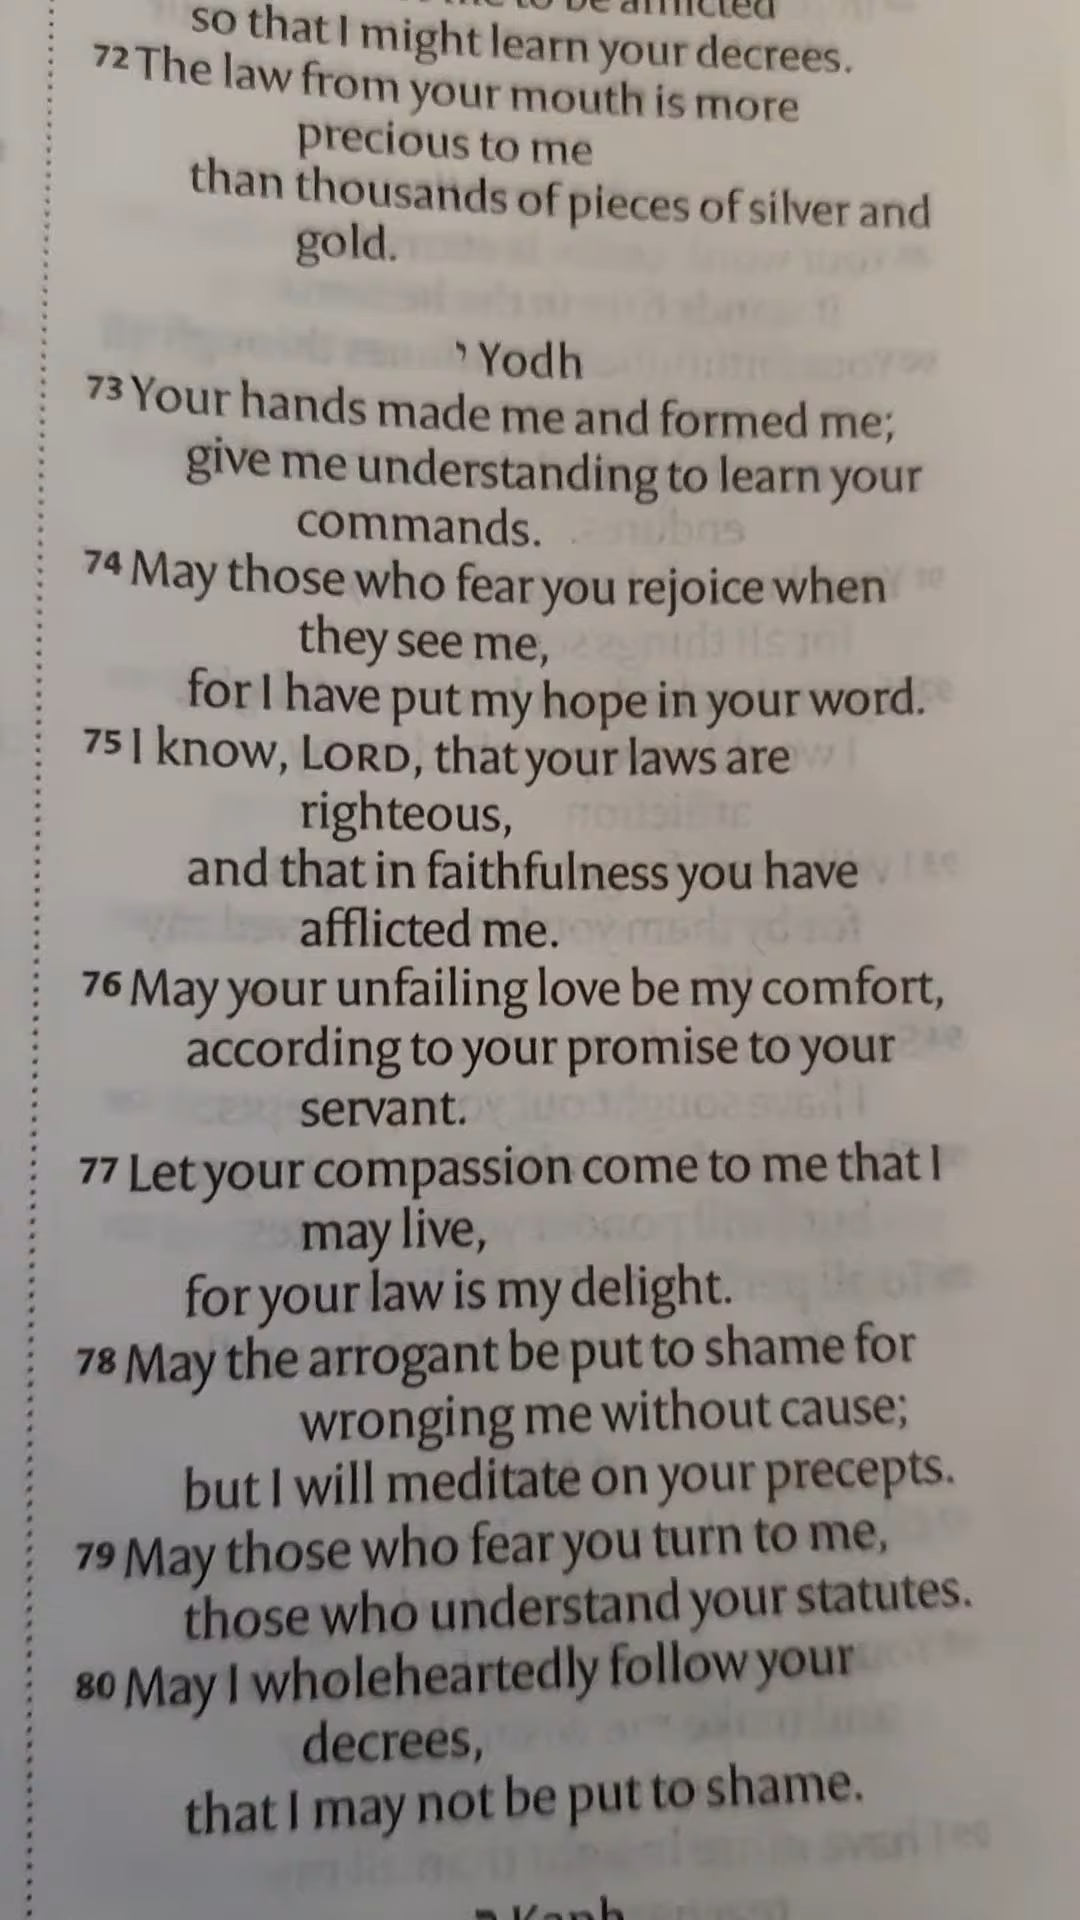 to be afflicted
so that I might learn your decrees.
72 The law from your mouth is more
precious to me
than thousands of pieces of silver and
gold.
י Yodh
73 Your hands made me and formed me;
give me understanding to learn your
commands.
74 May those who fear you rejoice when
they see me,
for I have put my hope in your word.
75 I know, LORD, that your laws are
righteous,
and that in faithfulness you have
afflicted me.
76 May your unfailing love be my comfort,
according to your promise to your
servant.
77 Let your compassion come to me that I
may live,
for your law is my delight.
78 May the arrogant be put to shame for
wronging me without cause;
but I will meditate on your precepts.
79 May those who fear you turn to me,
those who understand your statutes.
80 May I wholeheartedly follow your
decrees,
that I may not be put to shame.
Kaph